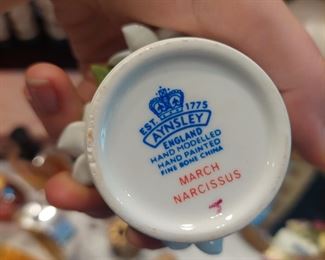 EST. 1775
AYNSLEY
ENGLAND
HAND MODELLED
HAND PAINTED
FINE BONE CHINA
MARCH
NARCISSUS